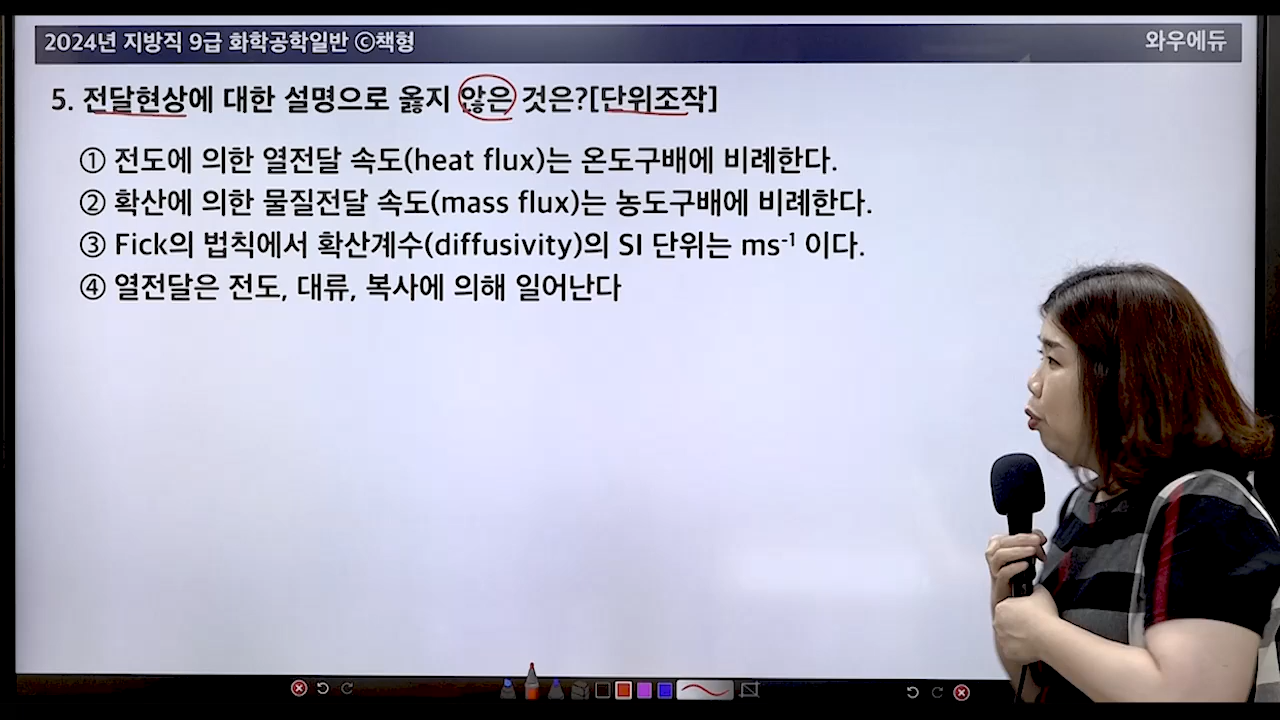 2024년 지방직 9급 화학공학일반 ⓒ책형
와우에듀
5. 전달현상에 대한 설명으로 옳지 않은 것은?[단위조작]
① 전도에 의한 열전달 속도(heat flux)는 온도구배에 비례한다.
② 확산에 의한 물질전달 속도(mass flux)는 농도구배에 비례한다.
③ Fick의 법칙에서 확산계수(diffusivity)의 SI 단위는 ms⁻¹ 이다.
④ 열전달은 전도, 대류, 복사에 의해 일어난다